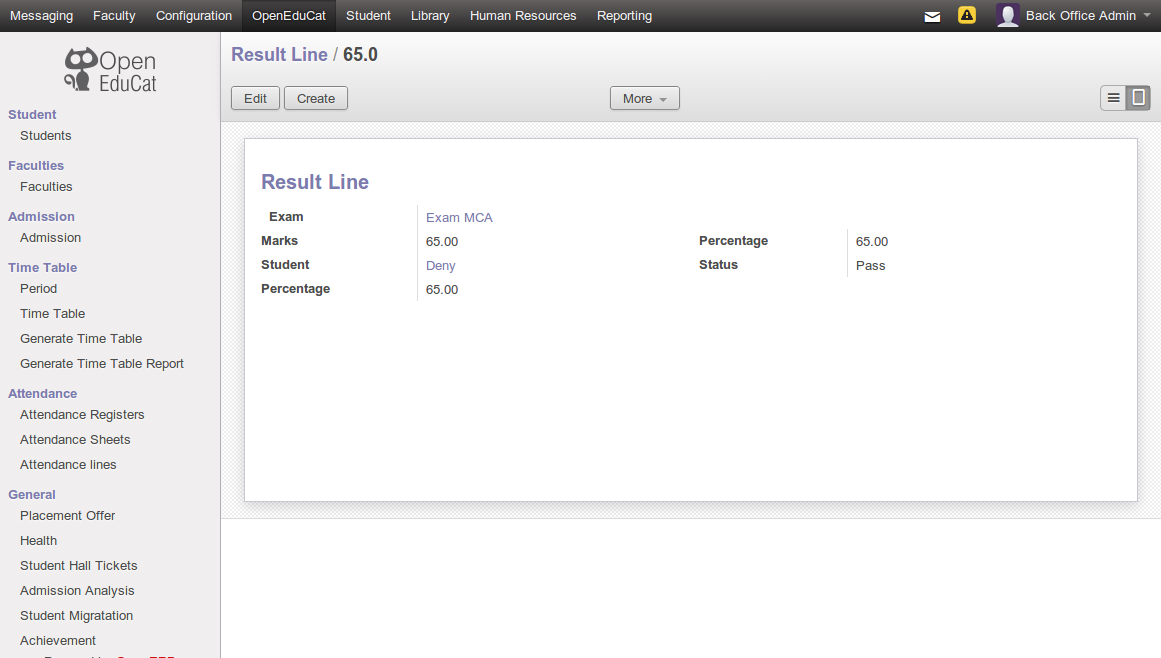 Messaging Faculty Configuration OpenEduCat Student Library Human Resources Reporting Back Office Admin
Open
EduCat
Student
Students
Faculties
Faculties
Admission
Admission
Time Table
Period
Time Table
Generate Time Table
Generate Time Table Report
Attendance
Attendance Registers
Attendance Sheets
Attendance lines
General
Placement Offer
Health
Student Hall Tickets
Admission Analysis
Student Migratation
Achievement
Result Line / 65.0
Edit Create More
Result Line
Exam Exam MCA
Marks 65.00 Percentage 65.00
Student Deny Status Pass
Percentage 65.00